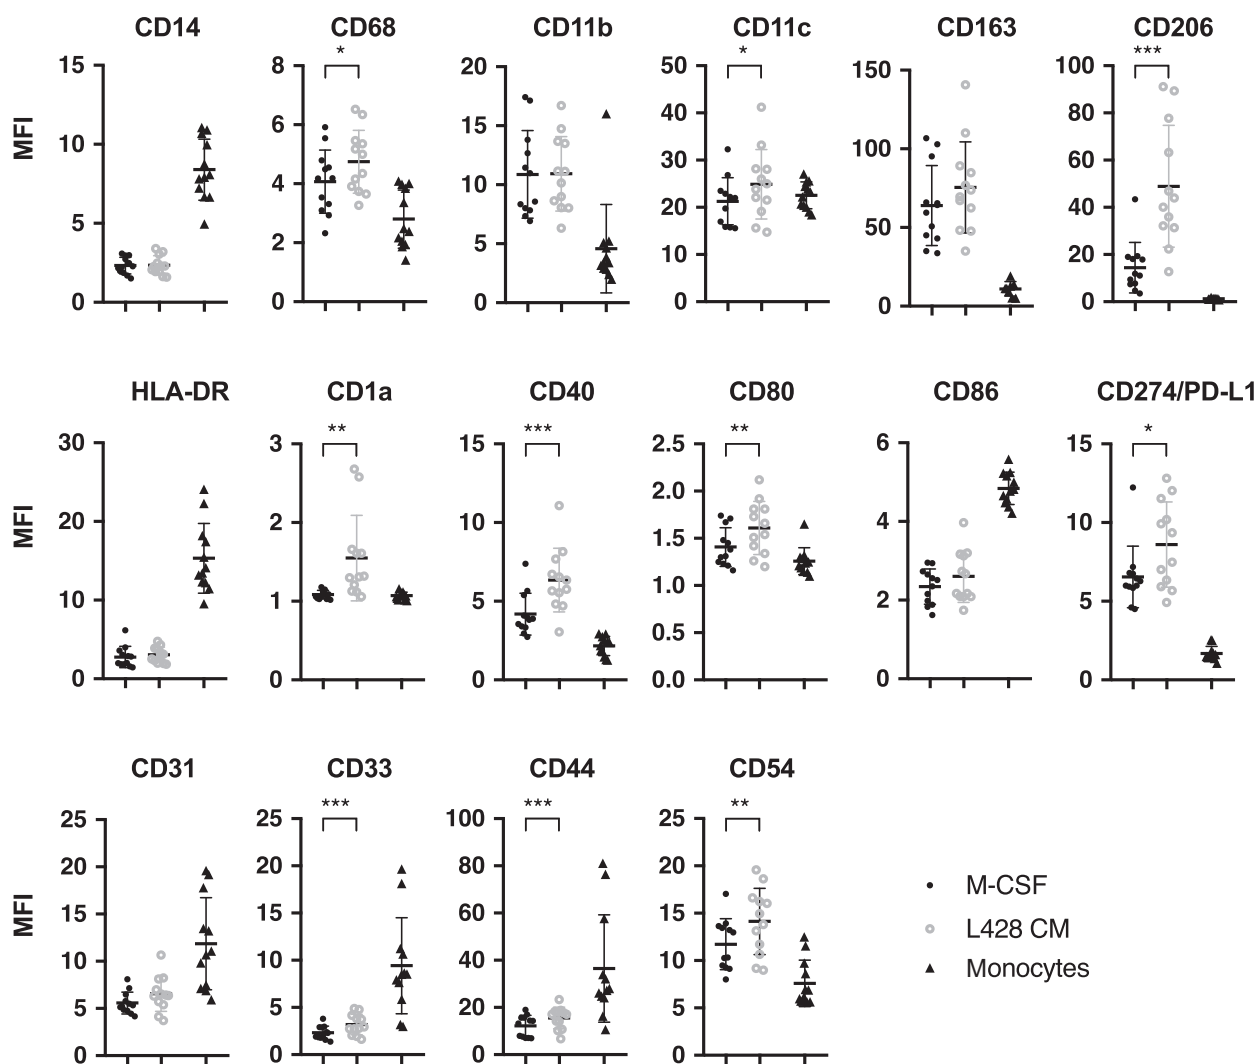 CD14 CD68 CD11b CD11c CD163 CD206
* * ***
MFI
15 10 5 0
8 6 4 2 0
20 15 10 5 0
50 40 30 20 10 0
150 100 50 0
100 80 60 40 20 0
HLA-DR CD1a CD40 CD80 CD86 CD274/PD-L1
** *** ** *
MFI
30 20 10 0
3 2 1 0
15 10 5 0
2.5 2.0 1.5 1.0 0.5 0.0
6 4 2 0
15 10 5 0
CD31 CD33 CD44 CD54
*** *** **
MFI
25 20 15 10 5 0
25 20 15 10 5 0
100 80 60 40 20 0
25 20 15 10 5 0
M-CSF
L428 CM
Monocytes